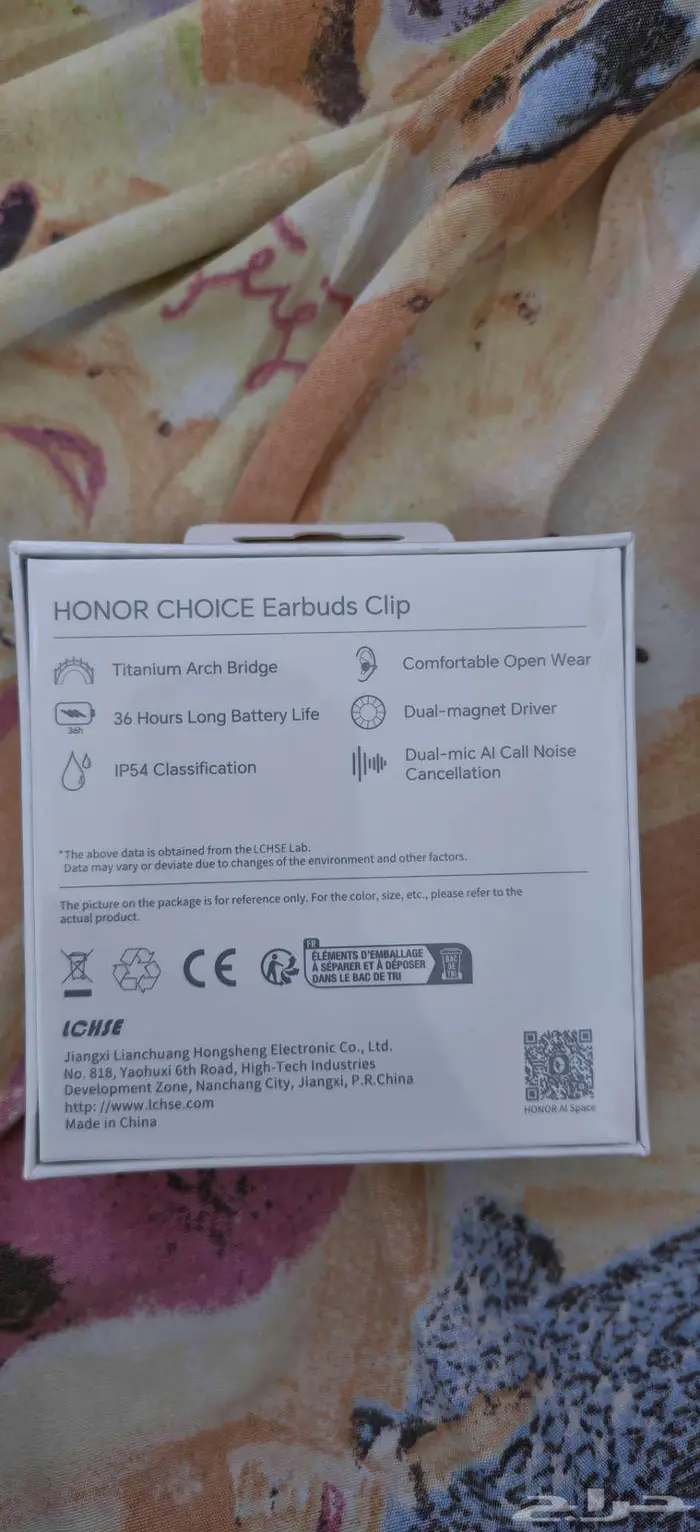 HONOR CHOICE Earbuds Clip
Titanium Arch Bridge
Comfortable Open Wear
36h
36 Hours Long Battery Life
Dual-magnet Driver
IP54 Classification
Dual-mic AI Call Noise
Cancellation
*The above data is obtained from the LCHSE Lab.
Data may vary or deviate due to changes of the environment and other factors.
The picture on the package is for reference only. For the color, size, etc., please refer to the
actual product.
CE
FR
ÉLÉMENTS D'EMBALLAGE
À SÉPARER ET À DÉPOSER
DANS LE BAC DE TRI
BAC
DE
TRI
LCHSE
Jiangxi Lianchuang Hongsheng Electronic Co., Ltd.
No. 818, Yaohuxi 6th Road, High-Tech Industries
Development Zone, Nanchang City, Jiangxi, P.R.China
http: //www.lchse.com
Made in China
HONOR AI Space
حراج